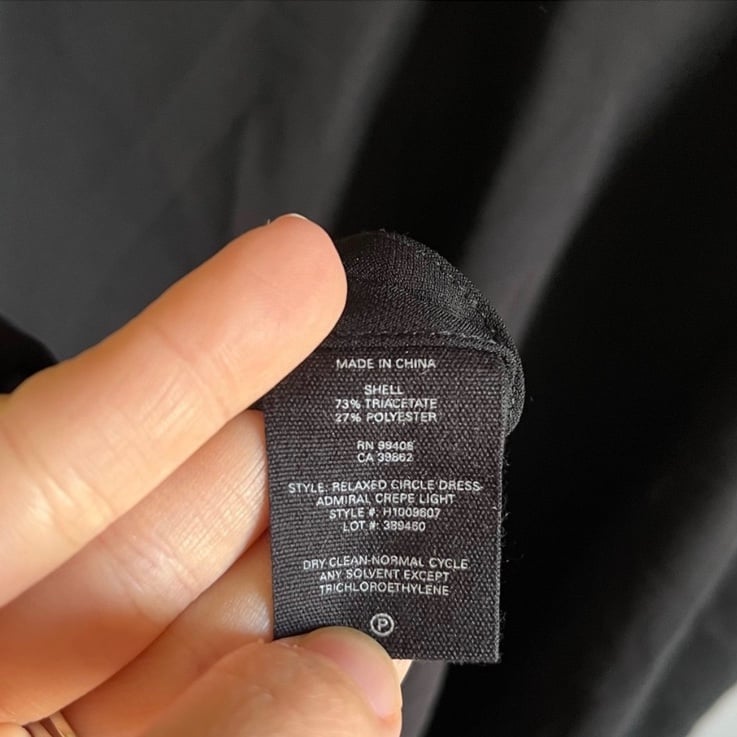 MADE IN CHINA
SHELL
73% TRIACETATE
27% POLYESTER
RN 98408
CA 39862
STYLE: RELAXED CIRCLE DRESS
ADMIRAL CREPE LIGHT
STYLE #: H1009607
LOT #: 389460
DRY CLEAN-NORMAL CYCLE
ANY SOLVENT EXCEPT
TRICHLOROETHYLENE
P